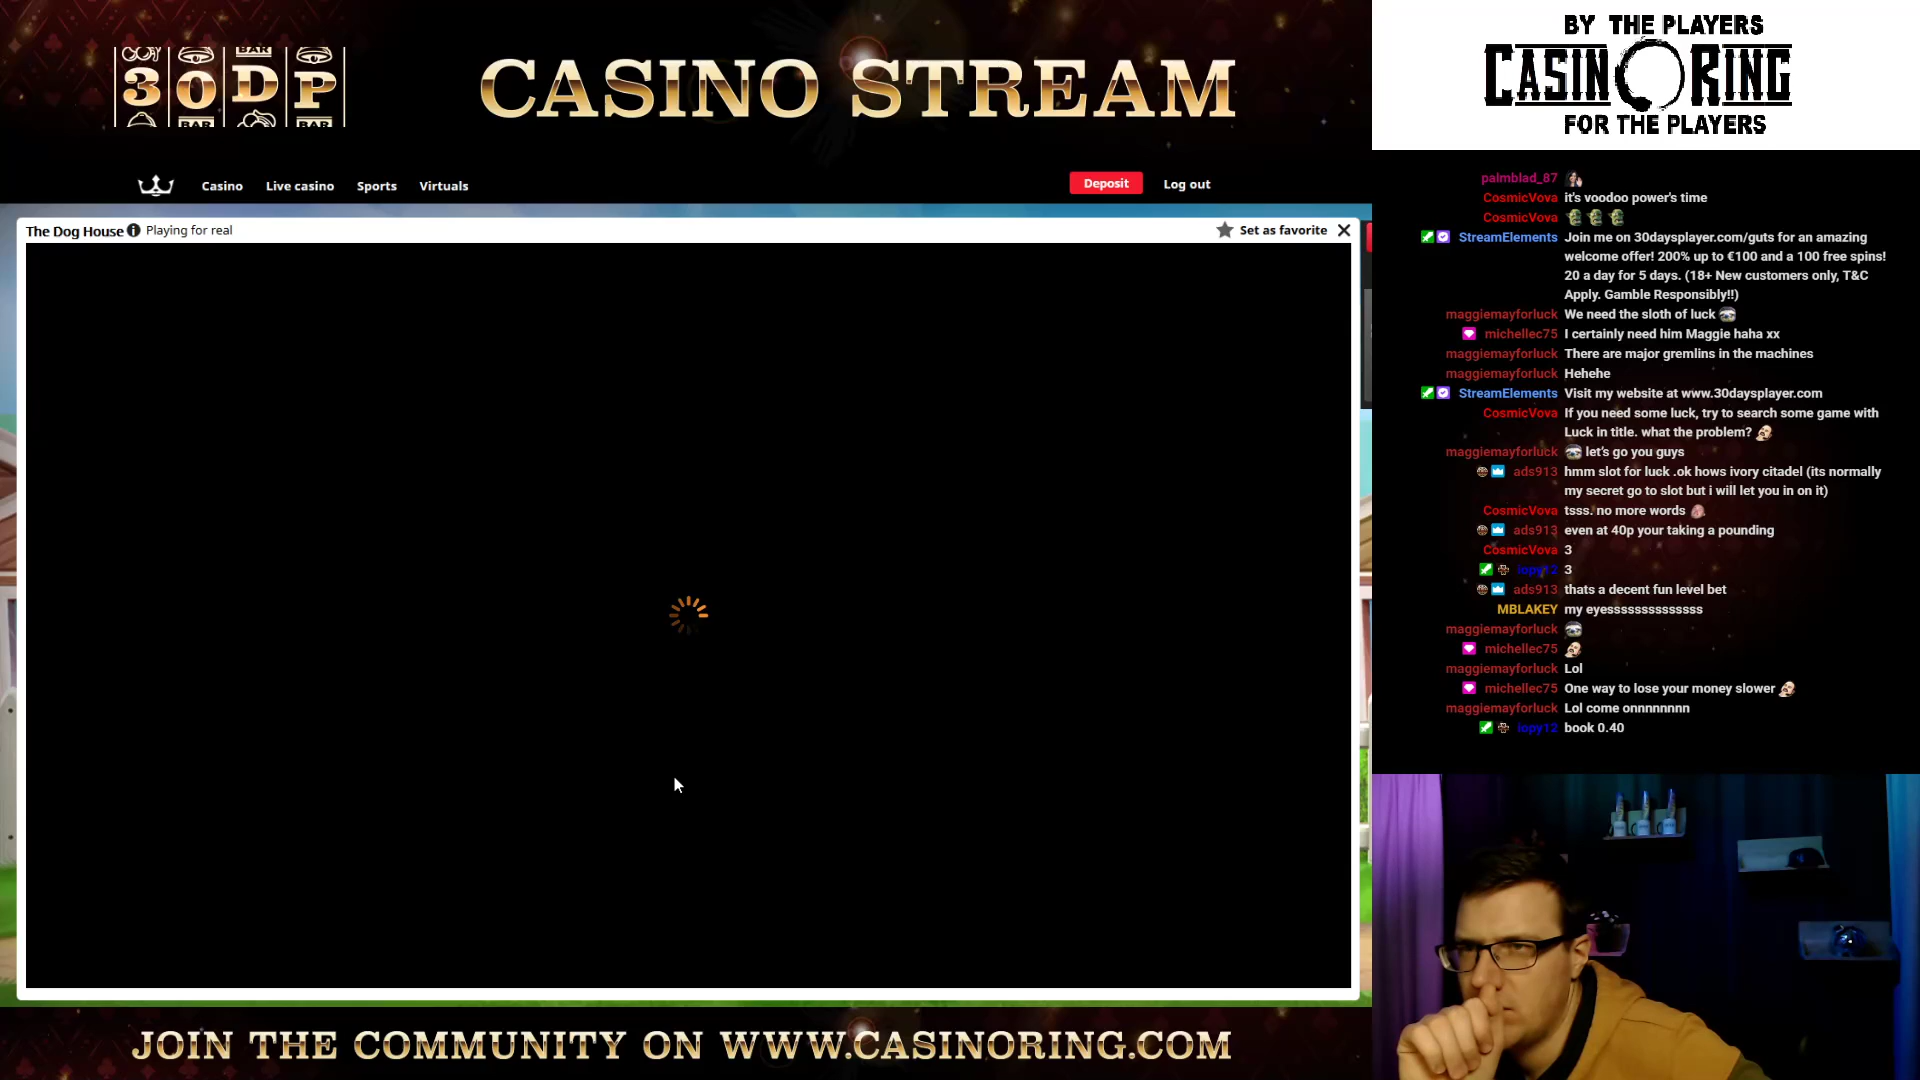 30DP
BAR
BAR BAR
BAR
CASINO STREAM
BY THE PLAYERS
CASINORING
FOR THE PLAYERS
Casino Live casino Sports Virtuals Deposit Log out
The Dog House Playing for real Set as favorite
palmblad_87
CosmicVova it's voodoo power's time
CosmicVova
StreamElements Join me on 30daysplayer.com/guts for an amazing
welcome offer! 200% up to €100 and a 100 free spins!
20 a day for 5 days. (18+ New customers only, T&C
Apply. Gamble Responsibly!!)
maggiemayforluck We need the sloth of luck
michellec75 I certainly need him Maggie haha xx
maggiemayforluck There are major gremlins in the machines
maggiemayforluck Hehehe
StreamElements Visit my website at www.30daysplayer.com
CosmicVova If you need some luck, try to search some game with
Luck in title. what the problem?
maggiemayforluck let's go you guys
ads913 hmm slot for luck .ok hows ivory citadel (its normally
my secret go to slot but i will let you in on it)
CosmicVova tsss. no more words
ads913 even at 40p your taking a pounding
CosmicVova 3
iopy12 3
ads913 thats a decent fun level bet
MBLAKEY my eyesssssssssssss
maggiemayforluck
michellec75
maggiemayforluck Lol
michellec75 One way to lose your money slower
maggiemayforluck Lol come onnnnnnnn
iopy12 book 0.40
JOIN THE COMMUNITY ON WWW.CASINORING.COM